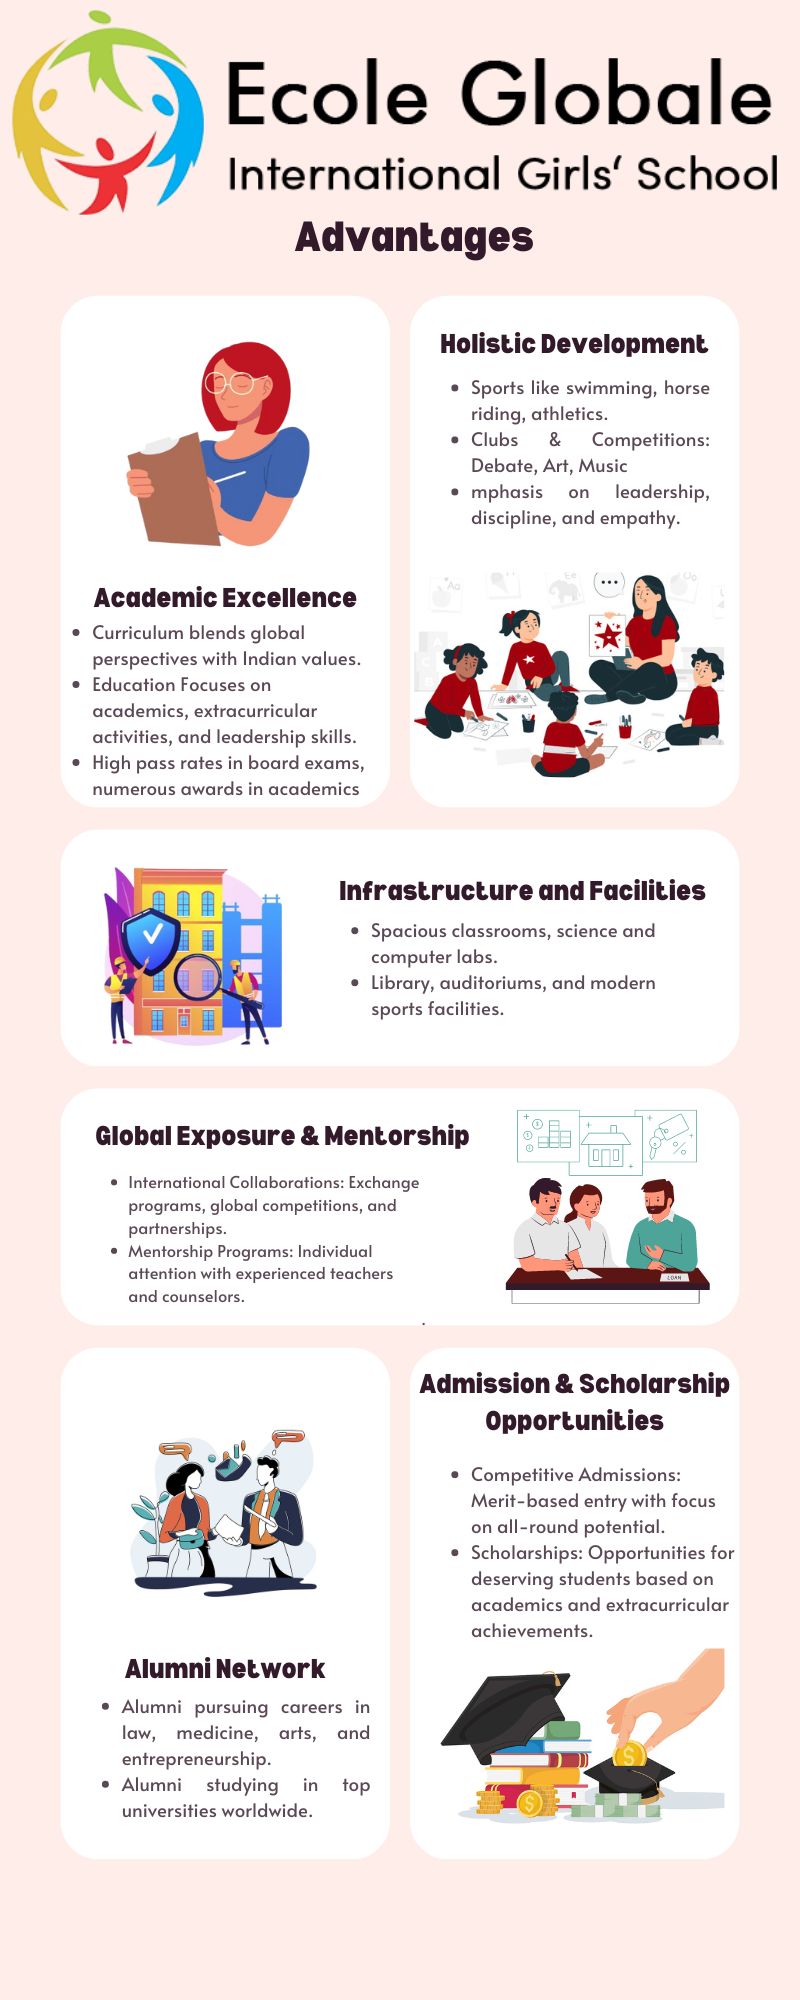 Ecole Globale
International Girls' School
Advantages
Academic Excellence
• Curriculum blends global
perspectives with Indian values.
• Education Focuses on
academics, extracurricular
activities, and leadership skills.
• High pass rates in board exams,
numerous awards in academics
Holistic Development
• Sports like swimming, horse
riding, athletics.
• Clubs & Competitions:
Debate, Art, Music
• mphasis on leadership,
discipline, and empathy.
Aa
Ee
Oo
A
C
B
Infrastructure and Facilities
• Spacious classrooms, science and
computer labs.
• Library, auditoriums, and modern
sports facilities.
Global Exposure & Mentorship
• International Collaborations: Exchange
programs, global competitions, and
partnerships.
• Mentorship Programs: Individual
attention with experienced teachers
and counselors.
.
LOAN
Alumni Network
• Alumni pursuing careers in
law, medicine, arts, and
entrepreneurship.
• Alumni studying in top
universities worldwide.
Admission & Scholarship
Opportunities
• Competitive Admissions:
Merit-based entry with focus
on all-round potential.
• Scholarships: Opportunities for
deserving students based on
academics and extracurricular
achievements.